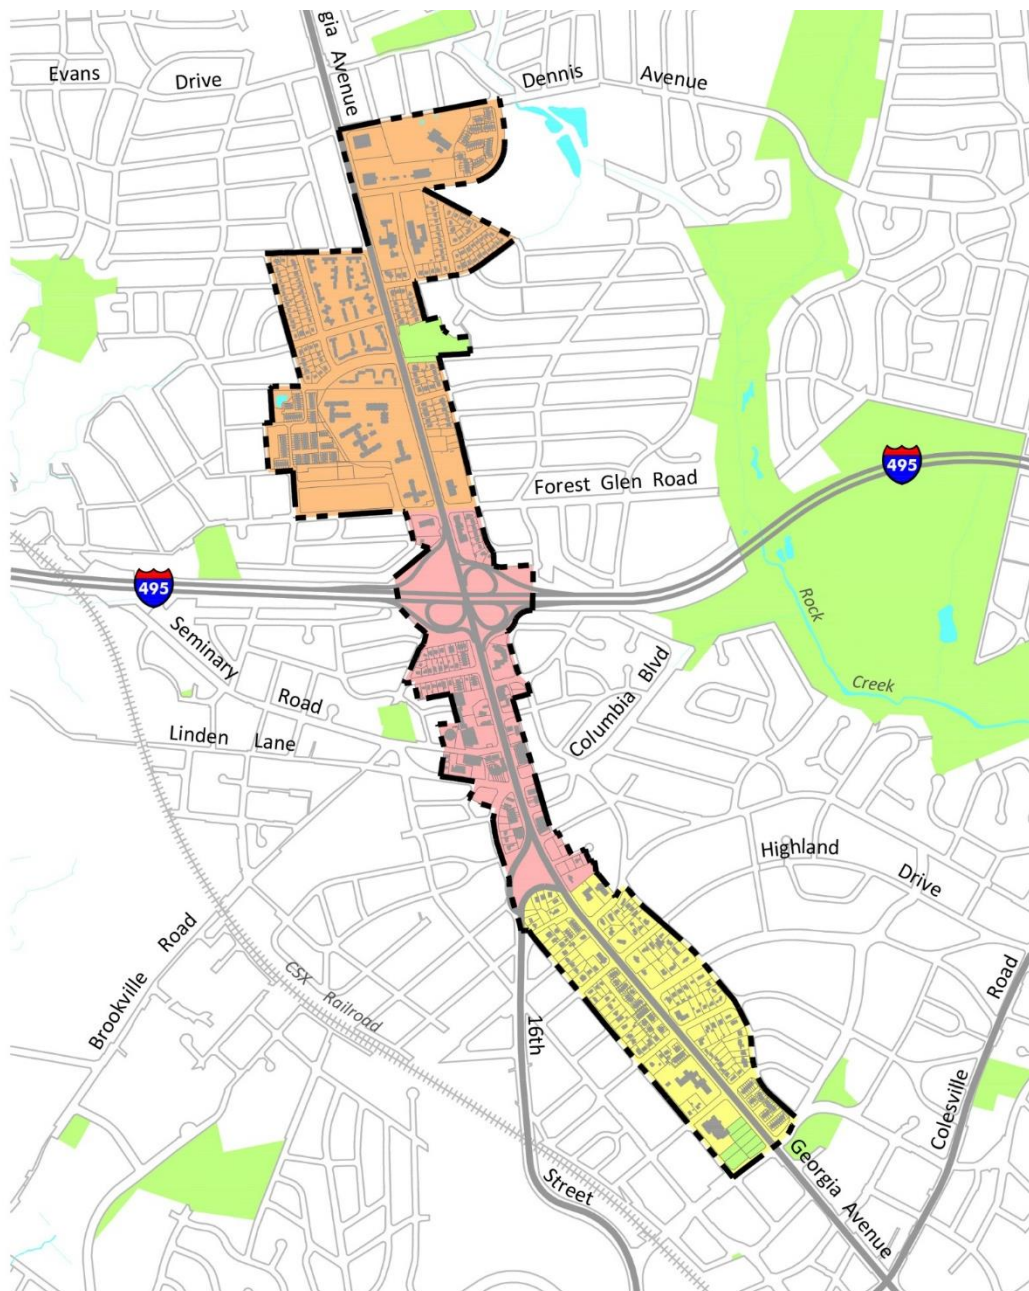 gia Avenue
Evans Drive
Dennis Avenue
495
Forest Glen Road
495
Rock
Creek
Seminary
Road
Columbia Blvd
Linden Lane
Highland
Drive
Brookville Road
CSX Railroad
16th
Street
Colesville Road
Georgia Avenue